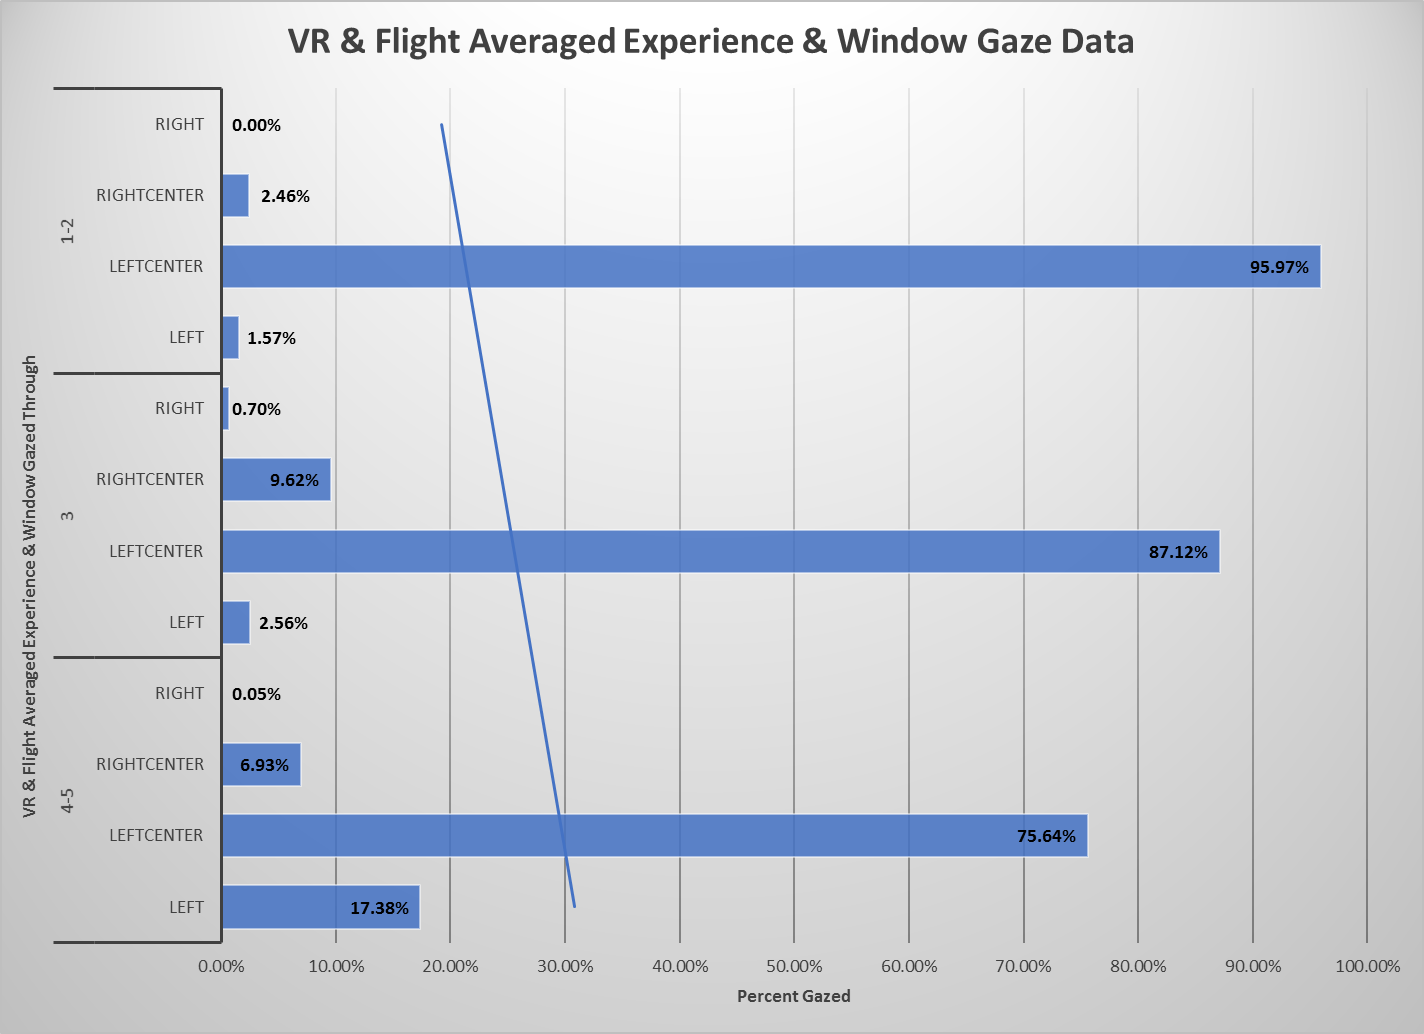 VR & Flight Averaged Experience & Window Gaze Data
VR & Flight Averaged Experience & Window Gazed Through
1-2
RIGHT 0.00%
RIGHTCENTER 2.46%
LEFTCENTER 95.97%
LEFT 1.57%
3
RIGHT 0.70%
RIGHTCENTER 9.62%
LEFTCENTER 87.12%
LEFT 2.56%
4-5
RIGHT 0.05%
RIGHTCENTER 6.93%
LEFTCENTER 75.64%
LEFT 17.38%
0.00% 10.00% 20.00% 30.00% 40.00% 50.00% 60.00% 70.00% 80.00% 90.00% 100.00%
Percent Gazed